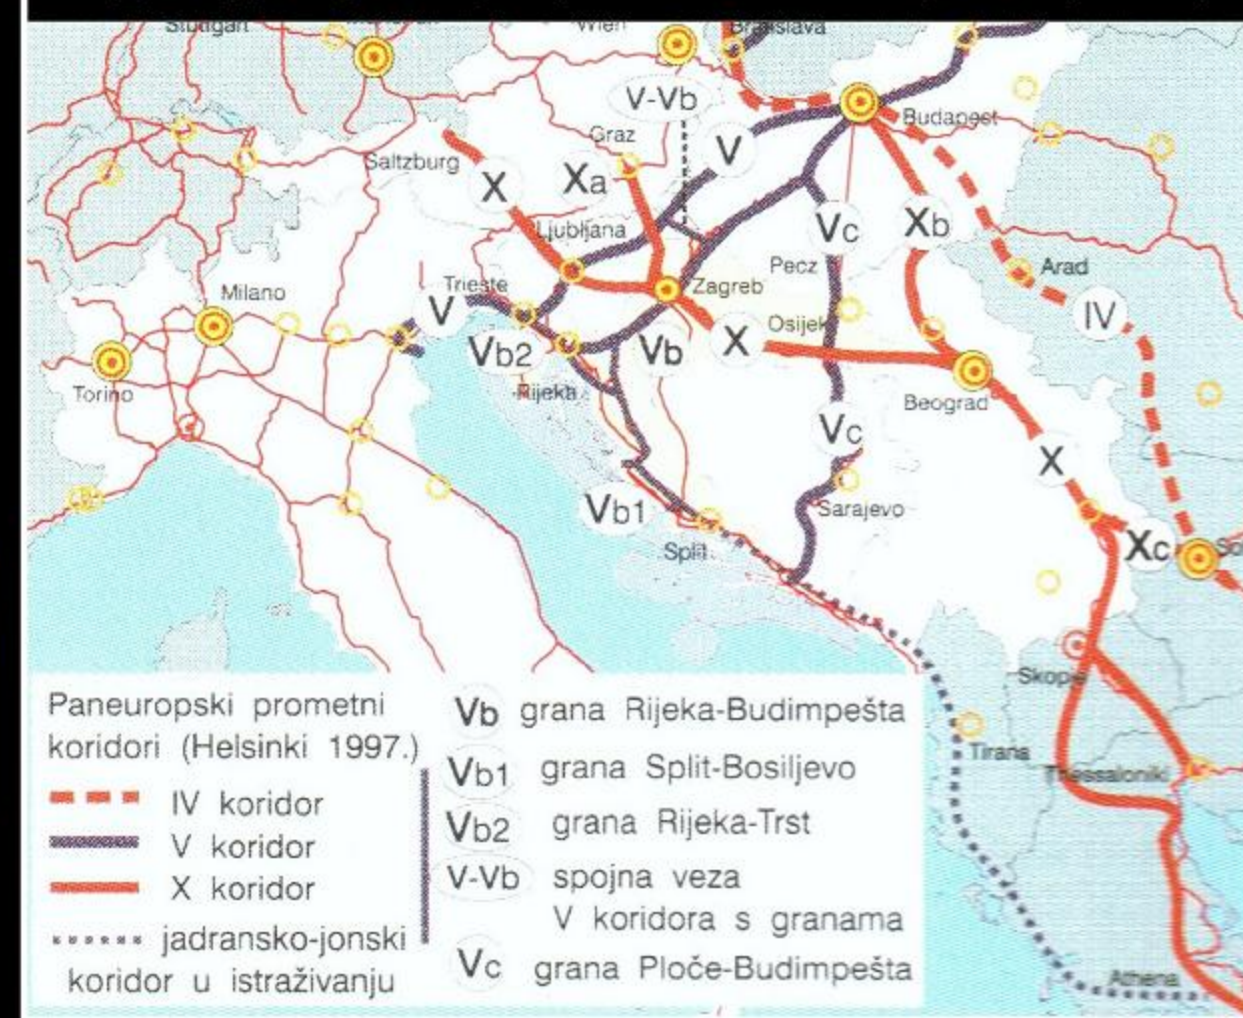 Stuttgart
Wien
Bratislava
V-Vb
Budapest
Graz
V
Saltzburg
X
Xa
Ljubljana
Vc
Xb
Pecz
Arad
Trieste
Zagreb
Milano
V
IV
Osijek
X
Vb2
Vb
Torino
Rijeka
Beograd
Vc
X
Vb1
Sarajevo
Split
Xc
Skopje
Tirana
Thessaloniki
Athena
Paneuropski prometni
koridori (Helsinki 1997.)
IV koridor
V koridor
X koridor
jadransko-jonski
koridor u istraživanju
Vb grana Rijeka-Budimpešta
Vb1 grana Split-Bosiljevo
Vb2 grana Rijeka-Trst
V-Vb spojna veza
V koridora s granama
Vc grana Ploče-Budimpešta